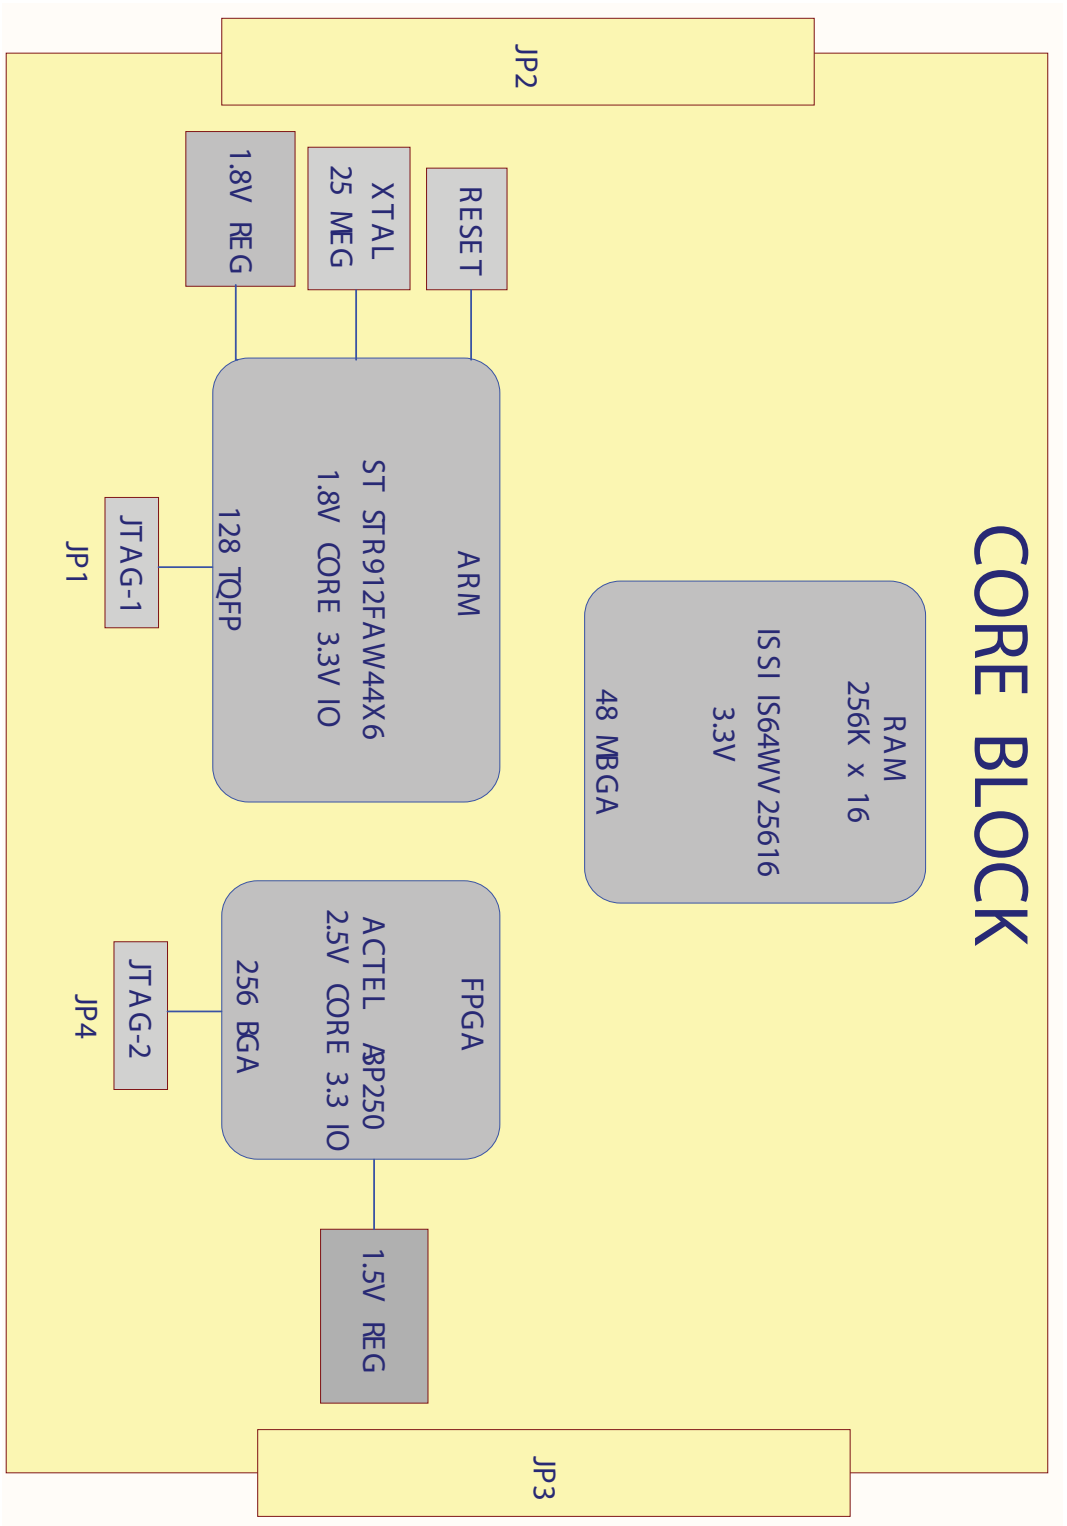 CORE BLOCK
RAM
256K x 16
ISSI IS64WV25616
3.3V
48 MBGA
JP2
JP3
RESET
XTAL
25 MEG
1.8V REG
ARM
ST STR912FAW44X6
1.8V CORE 3.3V IO
128 TQFP
JTAG-1
JP1
FPGA
ACTEL A3P250
2.5V CORE 3.3 IO
256 BGA
JTAG-2
JP4
1.5V REG